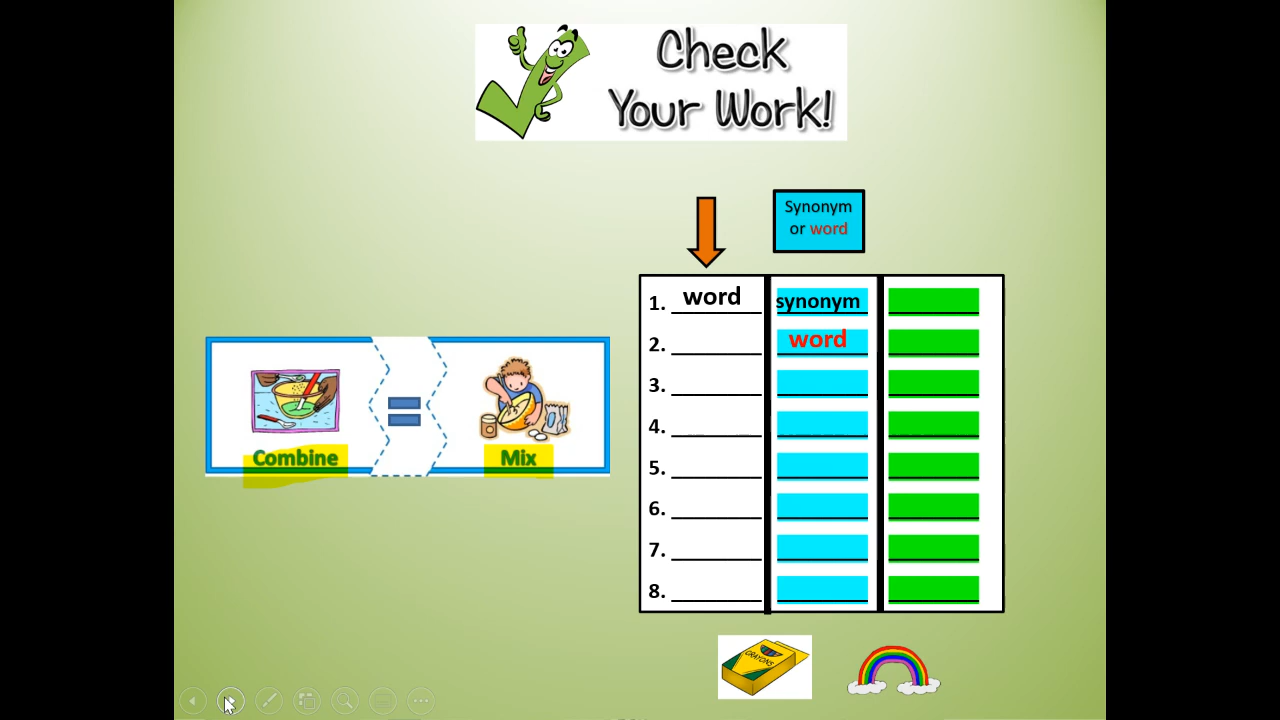 Check
Your Work!
Synonym
or word
1. word synonym
2. word
3.
4.
5.
6.
7.
8.
Combine = Mix
CRAYONS